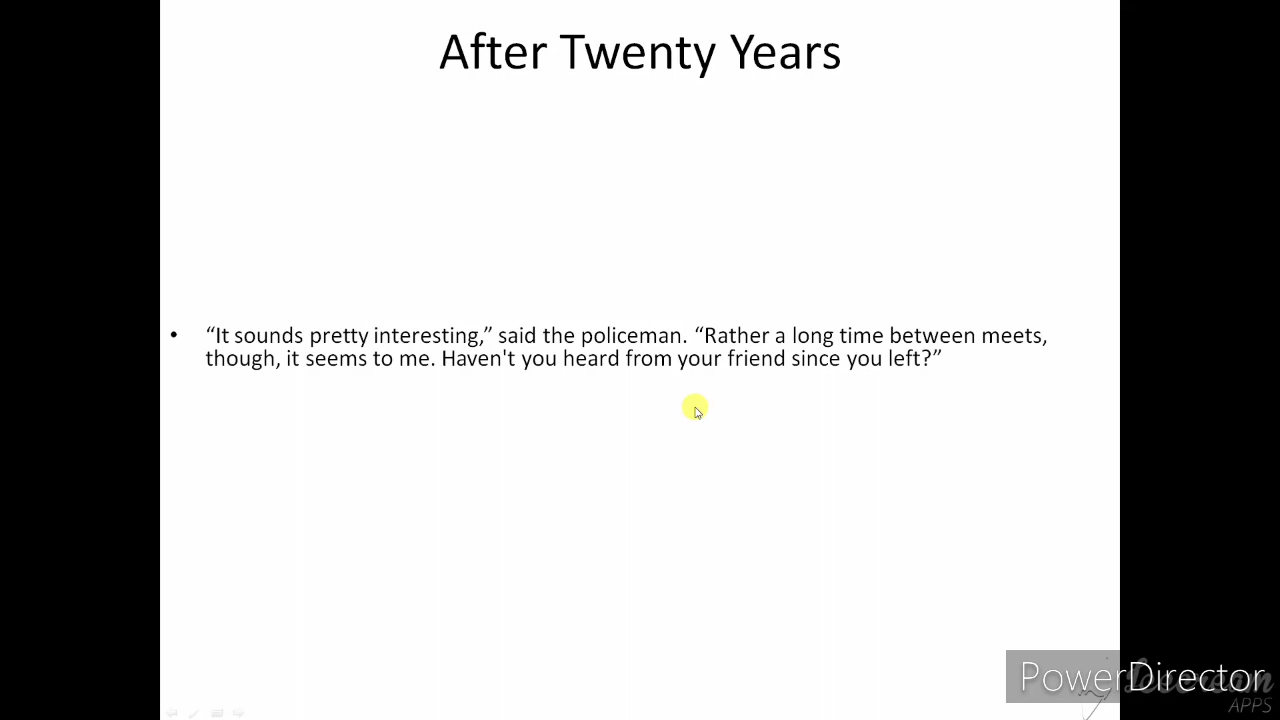 After Twenty Years
• “It sounds pretty interesting,” said the policeman. “Rather a long time between meets,
though, it seems to me. Haven't you heard from your friend since you left?”
PowerDirector
Icecream
APPS